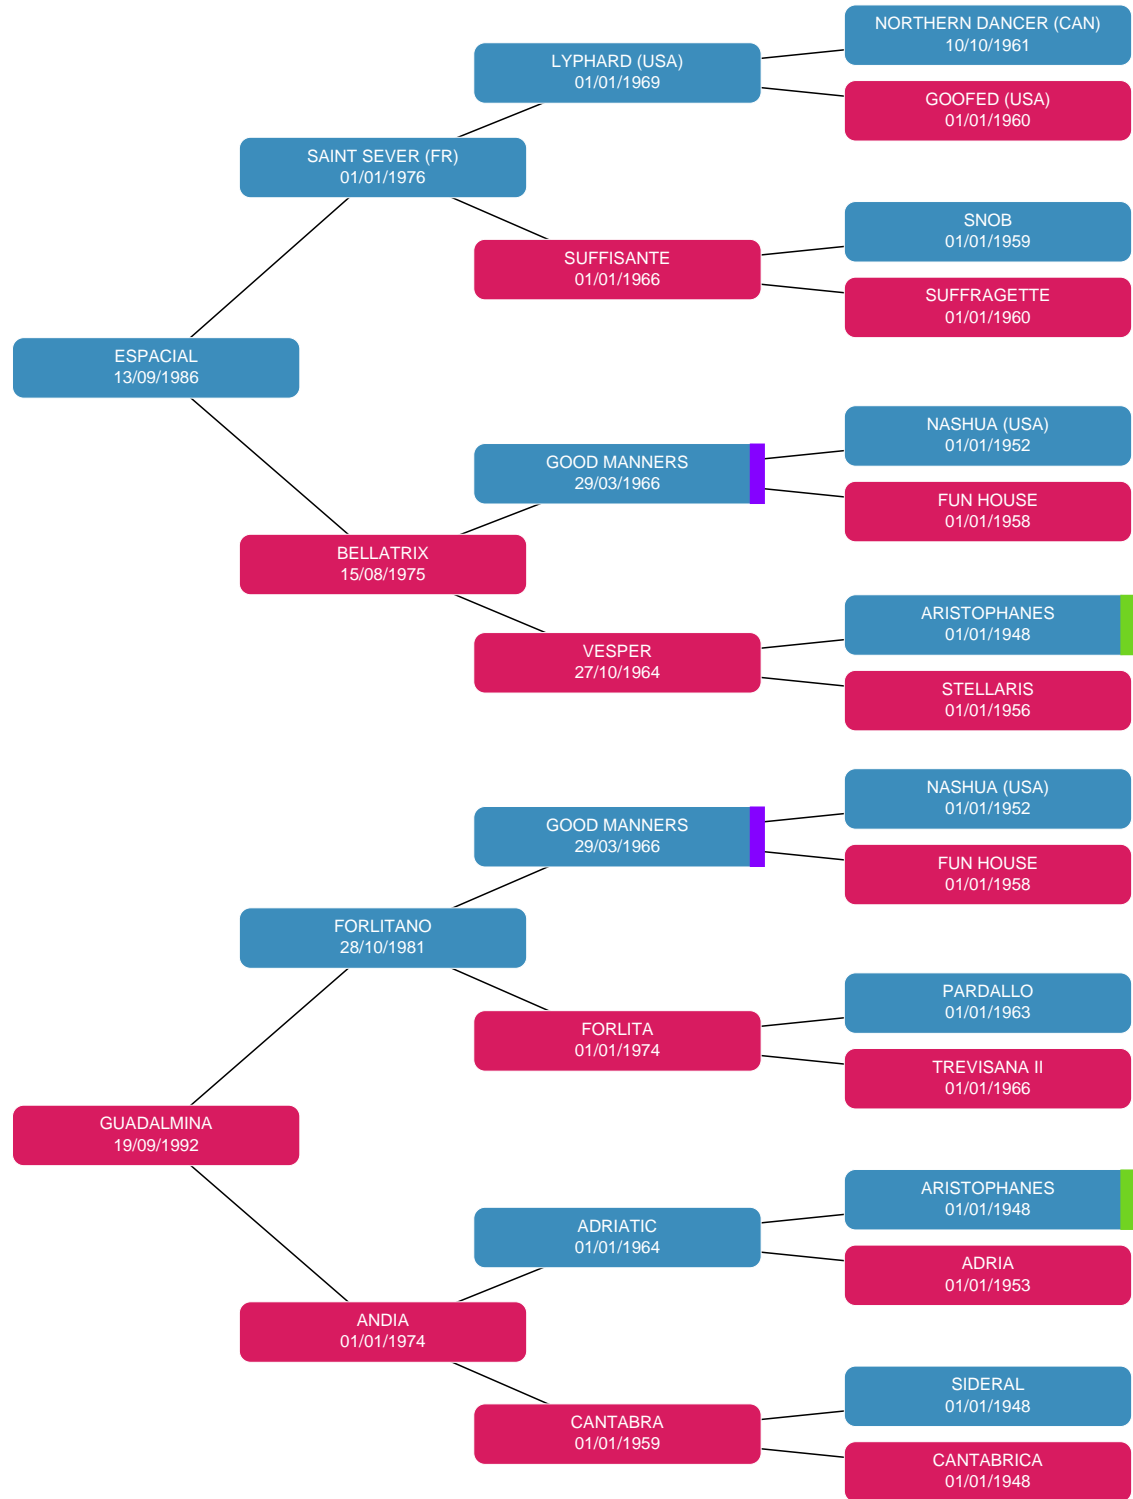 NORTHERN DANCER (CAN)
10/10/1961
LYPHARD (USA)
01/01/1969
GOOFED (USA)
01/01/1960
SAINT SEVER (FR)
01/01/1976
SNOB
01/01/1959
SUFFISANTE
01/01/1966
SUFFRAGETTE
01/01/1960
ESPACIAL
13/09/1986
NASHUA (USA)
01/01/1952
GOOD MANNERS
29/03/1966
FUN HOUSE
01/01/1958
BELLATRIX
15/08/1975
ARISTOPHANES
01/01/1948
VESPER
27/10/1964
STELLARIS
01/01/1956
NASHUA (USA)
01/01/1952
GOOD MANNERS
29/03/1966
FUN HOUSE
01/01/1958
FORLITANO
28/10/1981
PARDALLO
01/01/1963
FORLITA
01/01/1974
TREVISANA II
01/01/1966
GUADALMINA
19/09/1992
ARISTOPHANES
01/01/1948
ADRIATIC
01/01/1964
ADRIA
01/01/1953
ANDIA
01/01/1974
SIDERAL
01/01/1948
CANTABRA
01/01/1959
CANTABRICA
01/01/1948